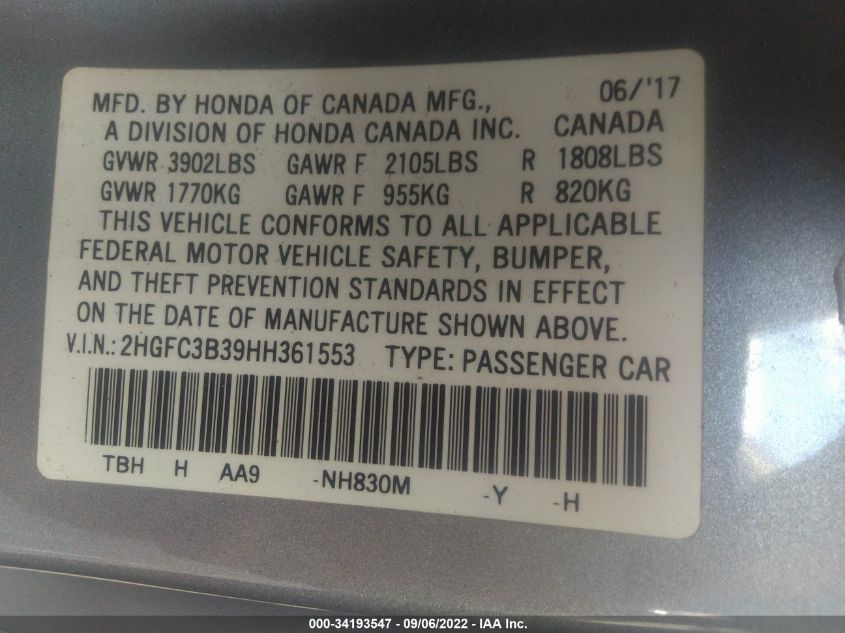 MFD. BY HONDA OF CANADA MFG., 06/'17
A DIVISION OF HONDA CANADA INC. CANADA
GVWR 3902LBS GAWR F 2105LBS R 1808LBS
GVWR 1770KG GAWR F 955KG R 820KG
THIS VEHICLE CONFORMS TO ALL APPLICABLE
FEDERAL MOTOR VEHICLE SAFETY, BUMPER,
AND THEFT PREVENTION STANDARDS IN EFFECT
ON THE DATE OF MANUFACTURE SHOWN ABOVE.
V.I.N.: 2HGFC3B39HH361553 TYPE: PASSENGER CAR
TBH H AA9 -NH830M -Y -H
000-34193547 - 09/06/2022 - IAA Inc.